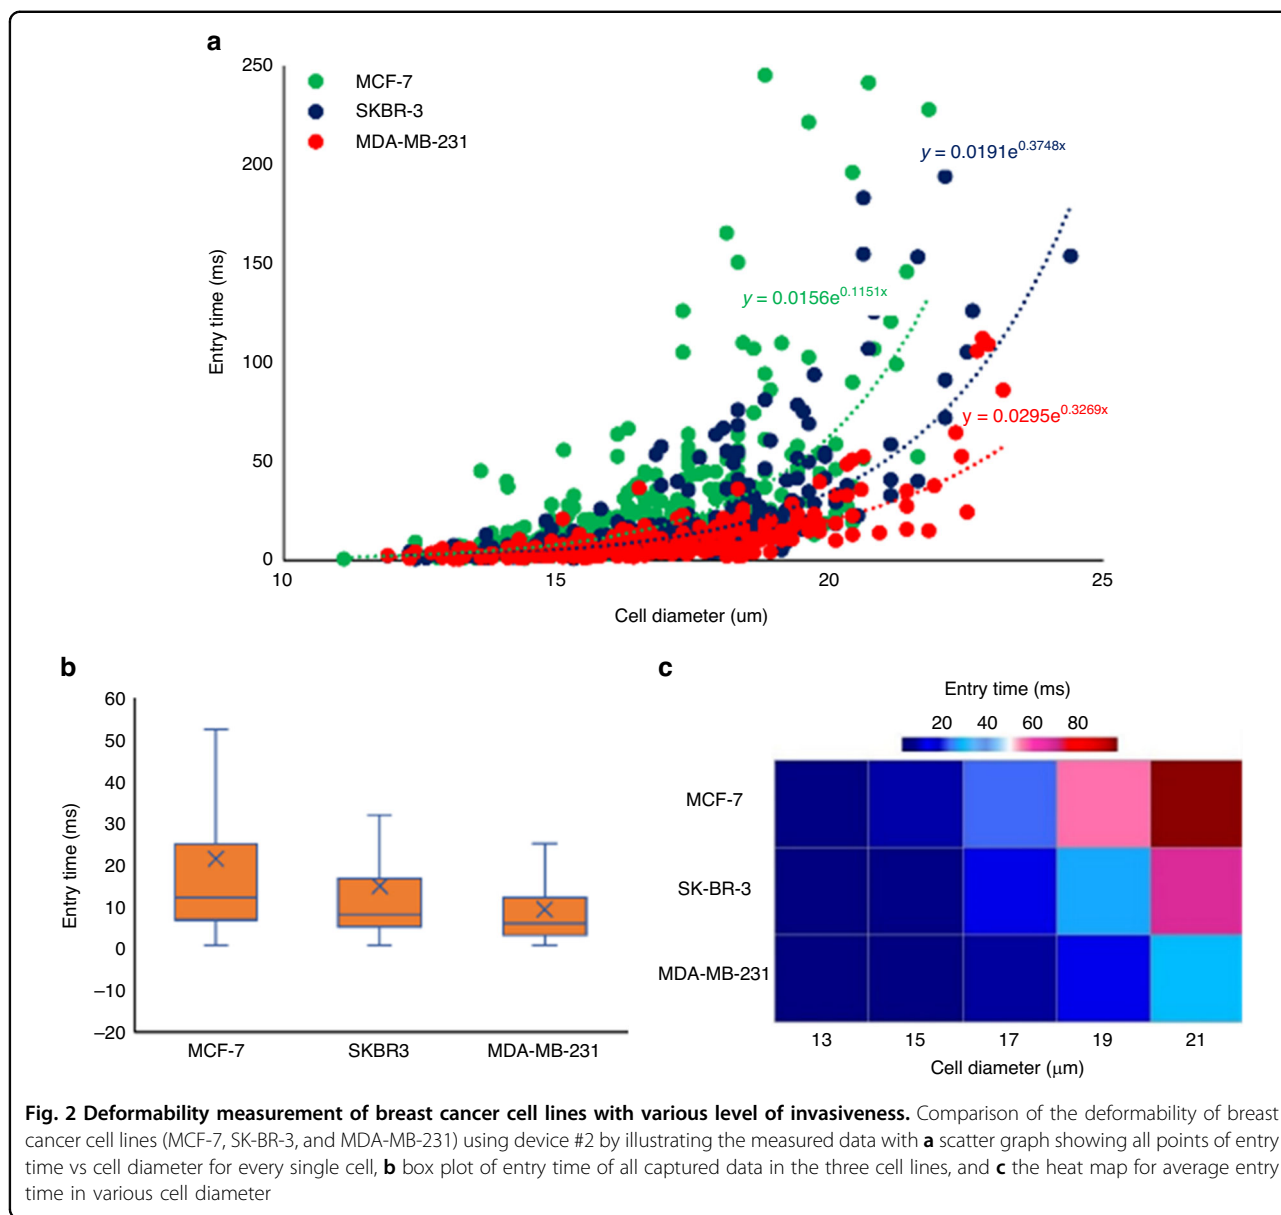 a
250
200
150
100
50
0
Entry time (ms)
MCF-7
SKBR-3
MDA-MB-231
y = 0.0191e^0.3748x
y = 0.0156e^0.1151x
y = 0.0295e^0.3269x
10 15 20 25
Cell diameter (um)
b
60
50
40
30
20
10
0
–10
–20
Entry time (ms)
MCF-7 SKBR3 MDA-MB-231
c
Entry time (ms)
20 40 60 80
MCF-7
SK-BR-3
MDA-MB-231
13 15 17 19 21
Cell diameter (μm)
Fig. 2 Deformability measurement of breast cancer cell lines with various level of invasiveness. Comparison of the deformability of breast
cancer cell lines (MCF-7, SK-BR-3, and MDA-MB-231) using device #2 by illustrating the measured data with a scatter graph showing all points of entry
time vs cell diameter for every single cell, b box plot of entry time of all captured data in the three cell lines, and c the heat map for average entry
time in various cell diameter